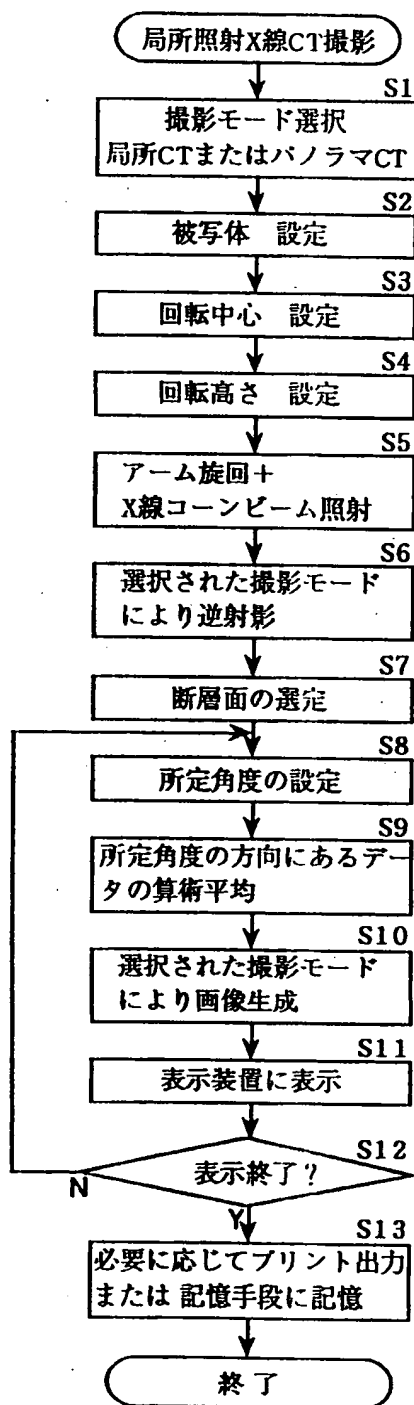 局所照射X線CT撮影
S1
撮影モード選択
局所CTまたはパノラマCT
S2
被写体 設定
S3
回転中心 設定
S4
回転高さ 設定
S5
アーム旋回+
X線コーンビーム照射
S6
選択された撮影モード
により逆射影
S7
断層面の選定
S8
所定角度の設定
S9
所定角度の方向にあるデー
タの算術平均
S10
選択された撮影モード
により画像生成
S11
表示装置に表示
S12
表示終了?
N
Y
S13
必要に応じてプリント出力
または 記憶手段に記憶
終了